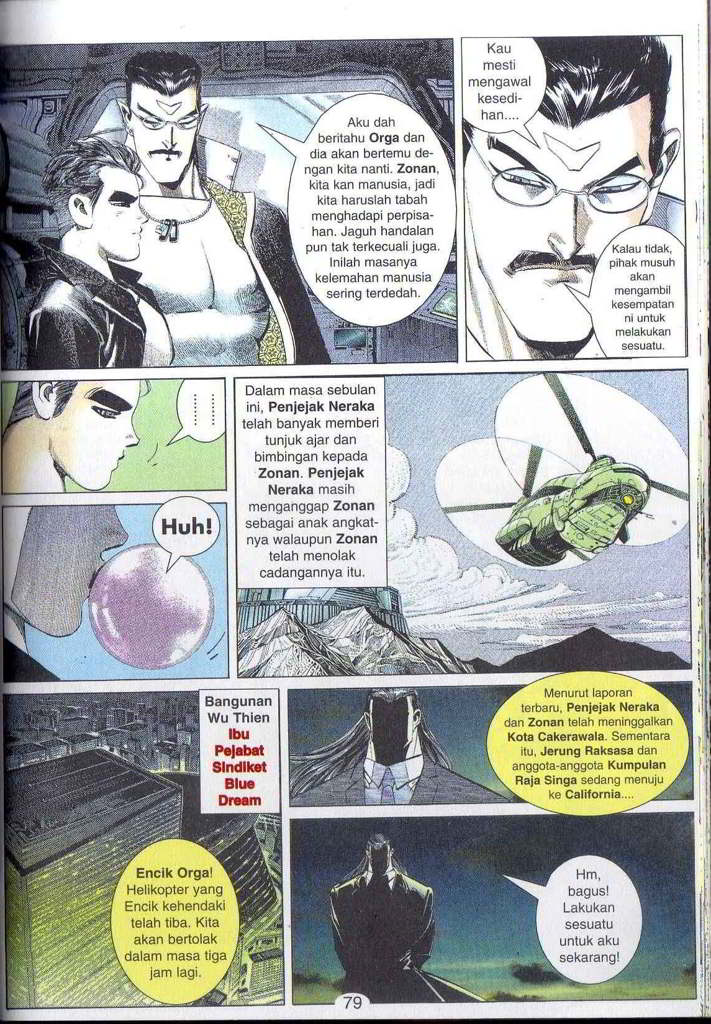 Aku dah
beritahu Orga dan
dia akan bertemu de-
ngan kita nanti. Zonan,
kita kan manusia, jadi
kita haruslah tabah
menghadapi perpisa-
han. Jaguh handalan
pun tak terkecuali juga.
Inilah masanya
kelemahan manusia
sering terdedah.
Kau
mesti
mengawal
kesedi-
han....
Kalau tidak,
pihak musuh
akan
mengambil
kesempatan
ni untuk
melakukan
sesuatu.
......
Huh!
Dalam masa sebulan
ini, Penjejak Neraka
telah banyak memberi
tunjuk ajar dan
bimbingan kepada
Zonan. Penjejak
Neraka masih
menganggap Zonan
sebagai anak angkat-
nya walaupun Zonan
telah menolak
cadangannya itu.
Bangunan
Wu Thien
Ibu
Pejabat
Sindiket
Blue
Dream
Encik Orga!
Helikopter yang
Encik kehendaki
telah tiba. Kita
akan bertolak
dalam masa tiga
jam lagi.
Menurut laporan
terbaru, Penjejak Neraka
dan Zonan telah meninggalkan
Kota Cakerawala. Sementara
itu, Jerung Raksasa dan
anggota-anggota Kumpulan
Raja Singa sedang menuju
ke California....
Hm,
bagus!
Lakukan
sesuatu
untuk aku
sekarang!
79